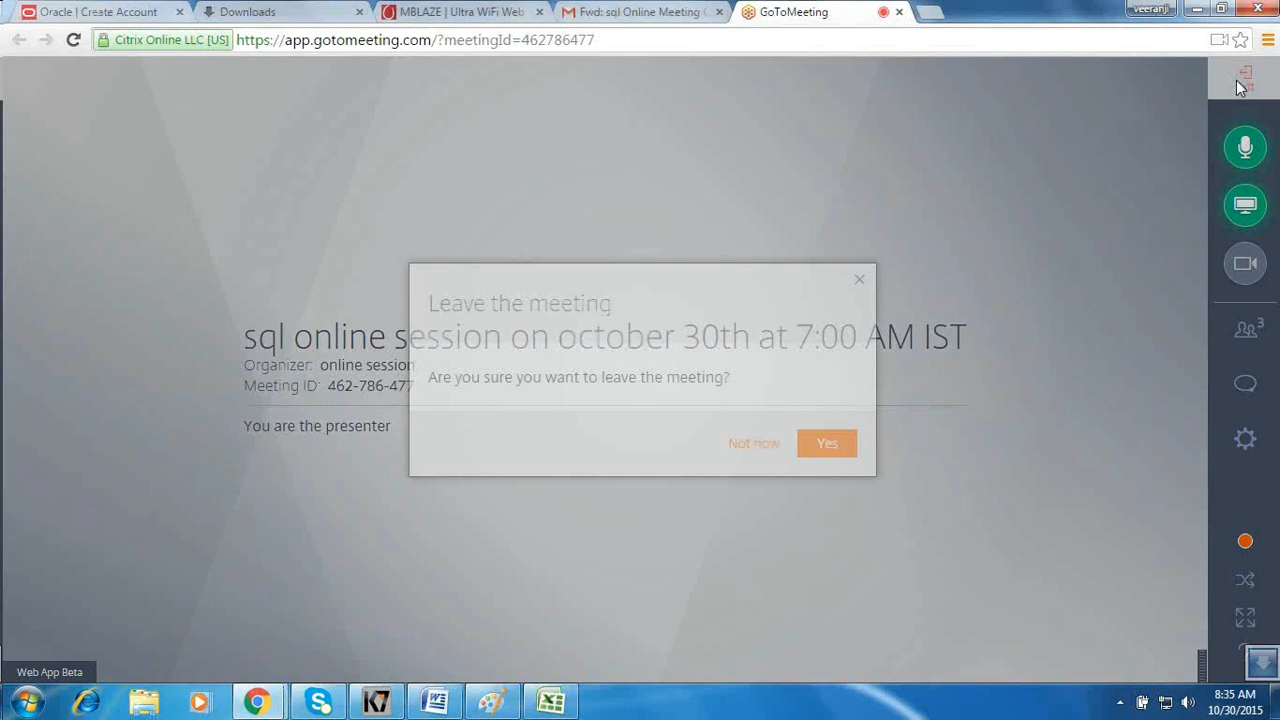 Oracle | Create Account
Downloads
MBLAZE | Ultra WiFi Web
Fwd: sql Online Meeting
GoToMeeting
veeranji
Citrix Online LLC [US]
https://app.gotomeeting.com/?meetingId=462786477
Leave the meeting
sql online session on october 30th at 7:00 AM IST
Organizer: online session
Meeting ID: 462-786-477
Are you sure you want to leave the meeting?
You are the presenter
Not now
Yes
3
Web App Beta
K7
8:35 AM
10/30/2015